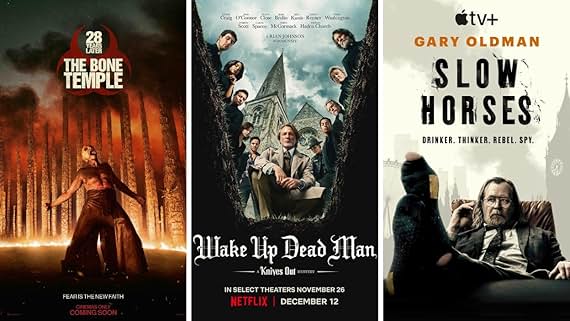 28
YEARS
LATER
THE BONE
TEMPLE
FEAR IS THE NEW FAITH
CINEMAS ONLY
COMING SOON
Craig O'Connor Close Brolin Kunis Renner Washington
Scott Spaeny McCormack Haden Church
A RIAN JOHNSON
Wake Up Dead Man
A Knives Out MYSTERY
IN SELECT THEATERS NOVEMBER 26
NETFLIX | DECEMBER 12
tv+
GARY OLDMAN
SLOW
HORSES
DRINKER. THINKER. REBEL. SPY.